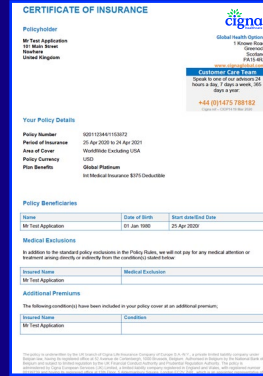 CERTIFICATE OF INSURANCE
cigna
Policyholder
Mr Test Application
101 Main Street
Nowhere
United Kingdom
Global Health Option
1 Knowe Roa
Greenoc
Scotlan
PA15 4R
www.cignaglobal.com
Customer Care Team
Speak to one of our advisors 24
hours a day, 7 days a week, 365
days a year:
+44 (0)1475 788182
Your Policy Details
Policy Number 920112344/1153672
Period of Insurance 25 Apr 2020 to 24 Apr 2021
Area of Cover WorldWide Excluding USA
Policy Currency USD
Plan Benefits Global Platinum
Int Medical Insurance $375 Deductible
Policy Beneficiaries
Name Date of Birth Start date/End Date
Mr Test Application 01 Jan 1980 25 Apr 2020/
Medical Exclusions
In addition to the standard policy exclusions in the Policy Rules, we will not pay for any medical attention or
treatment arising directly or indirectly from the condition(s) stated below
Insured Name Medical Exclusion
Mr Test Application
Additional Premiums
The following condition(s) have been included in your policy cover at an additional premium;
Insured Name Condition
Mr Test Application